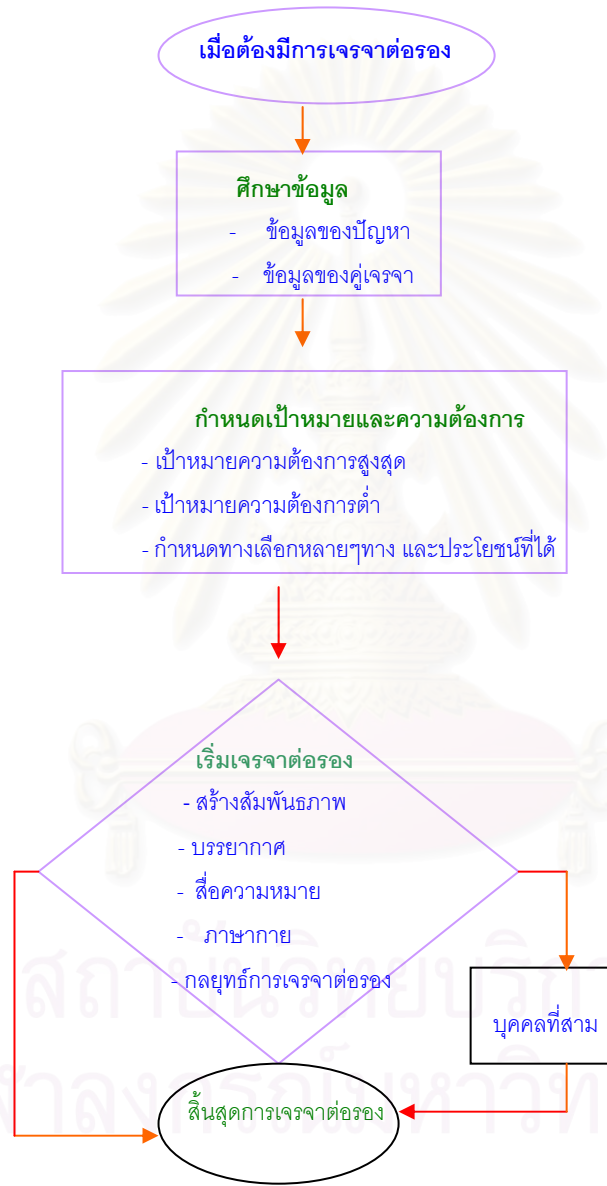 เมื่อต้องมีการเจรจาต่อรอง
ศึกษาข้อมูล
- ข้อมูลของปัญหา
- ข้อมูลของคู่เจรจา
กำหนดเป้าหมายและความต้องการ
- เป้าหมายความต้องการสูงสุด
- เป้าหมายความต้องการต่ำ
- กำหนดทางเลือกหลายๆทาง และประโยชน์ที่ได้
เริ่มเจรจาต่อรอง
- สร้างสัมพันธภาพ
- บรรยากาศ
- สื่อความหมาย
- ภาษากาย
- กลยุทธ์การเจรจาต่อรอง
บุคคลที่สาม
สิ้นสุดการเจรจาต่อรอง